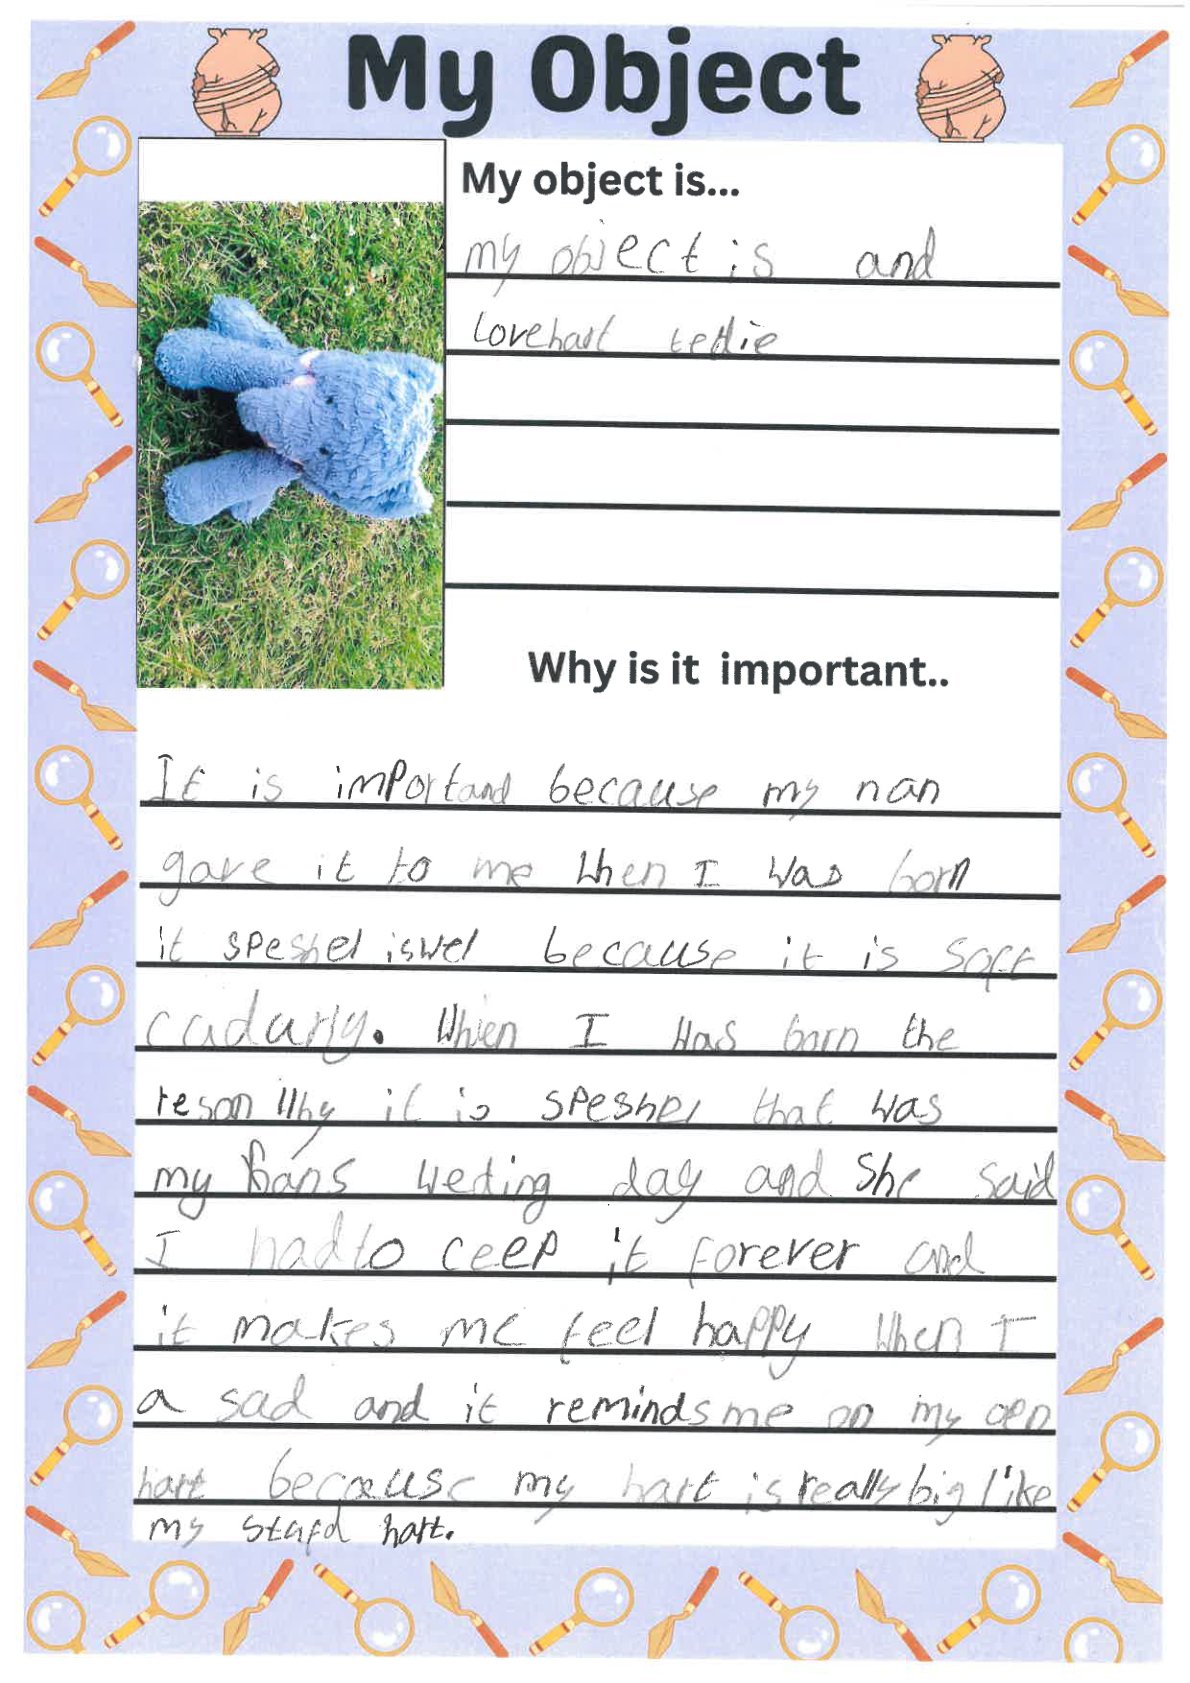 My Object
My object is...
my object is and
lovehart teddie
Why is it important..
It is importand because my nan
gave it to me when I was born
it speshel iswel because it is soft
cadarly. When I was born the
reson Why it is speshel that was
my nans weding day and She said
I had to ceep it forever and
it makes me feel happy when I
a sad and it reminds me on my oen
hart because my hart is really big like
my stafd hart.